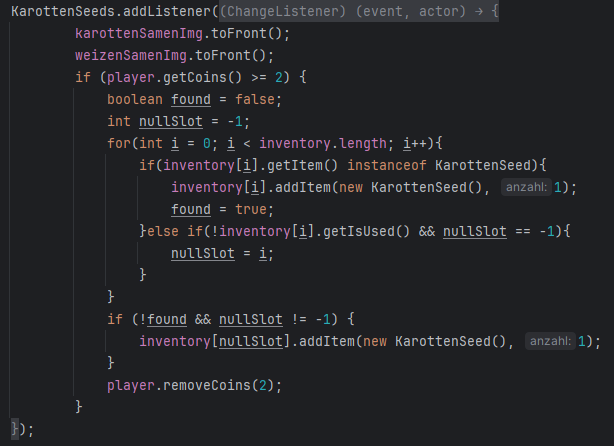 KarottenSeeds.addListener((ChangeListener) (event, actor) → {
karottenSamenImg.toFront();
weizenSamenImg.toFront();
if (player.getCoins() >= 2) {
boolean found = false;
int nullSlot = -1;
for(int i = 0; i < inventory.length; i++){
if(inventory[i].getItem() instanceof KarottenSeed){
inventory[i].addItem(new KarottenSeed(), anzahl: 1);
found = true;
}else if(!inventory[i].getIsUsed() && nullSlot == -1){
nullSlot = i;
}
}
if (!found && nullSlot != -1) {
inventory[nullSlot].addItem(new KarottenSeed(), anzahl: 1);
}
player.removeCoins(2);
}
});